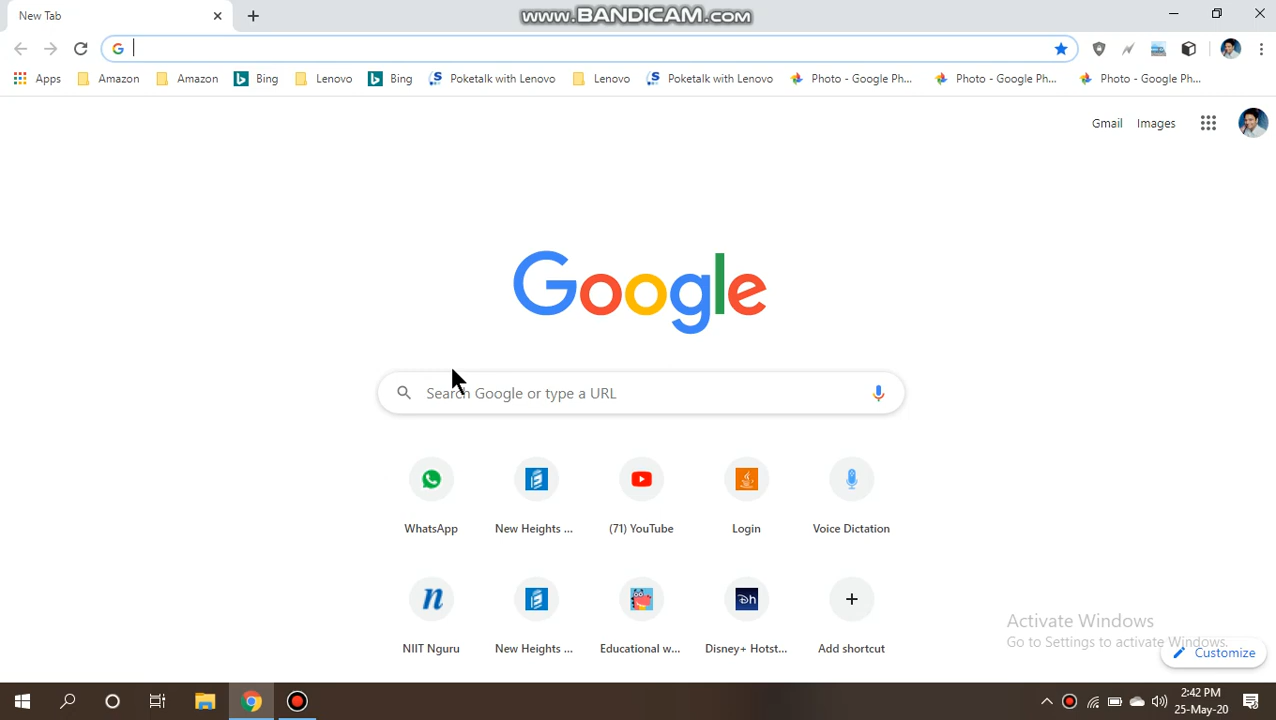 New Tab
www.BANDICAM.com
Apps Amazon Amazon Bing Lenovo Bing Poketalk with Lenovo Lenovo Poketalk with Lenovo Photo - Google Ph... Photo - Google Ph... Photo - Google Ph...
Gmail Images
Google
Search Google or type a URL
WhatsApp New Heights ... (71) YouTube Login Voice Dictation
NIIT Nguru New Heights ... Educational w... Disney+ Hotst... Add shortcut
Activate Windows
Go to Settings to activate Windows.
Customize
2:42 PM
25-May-20